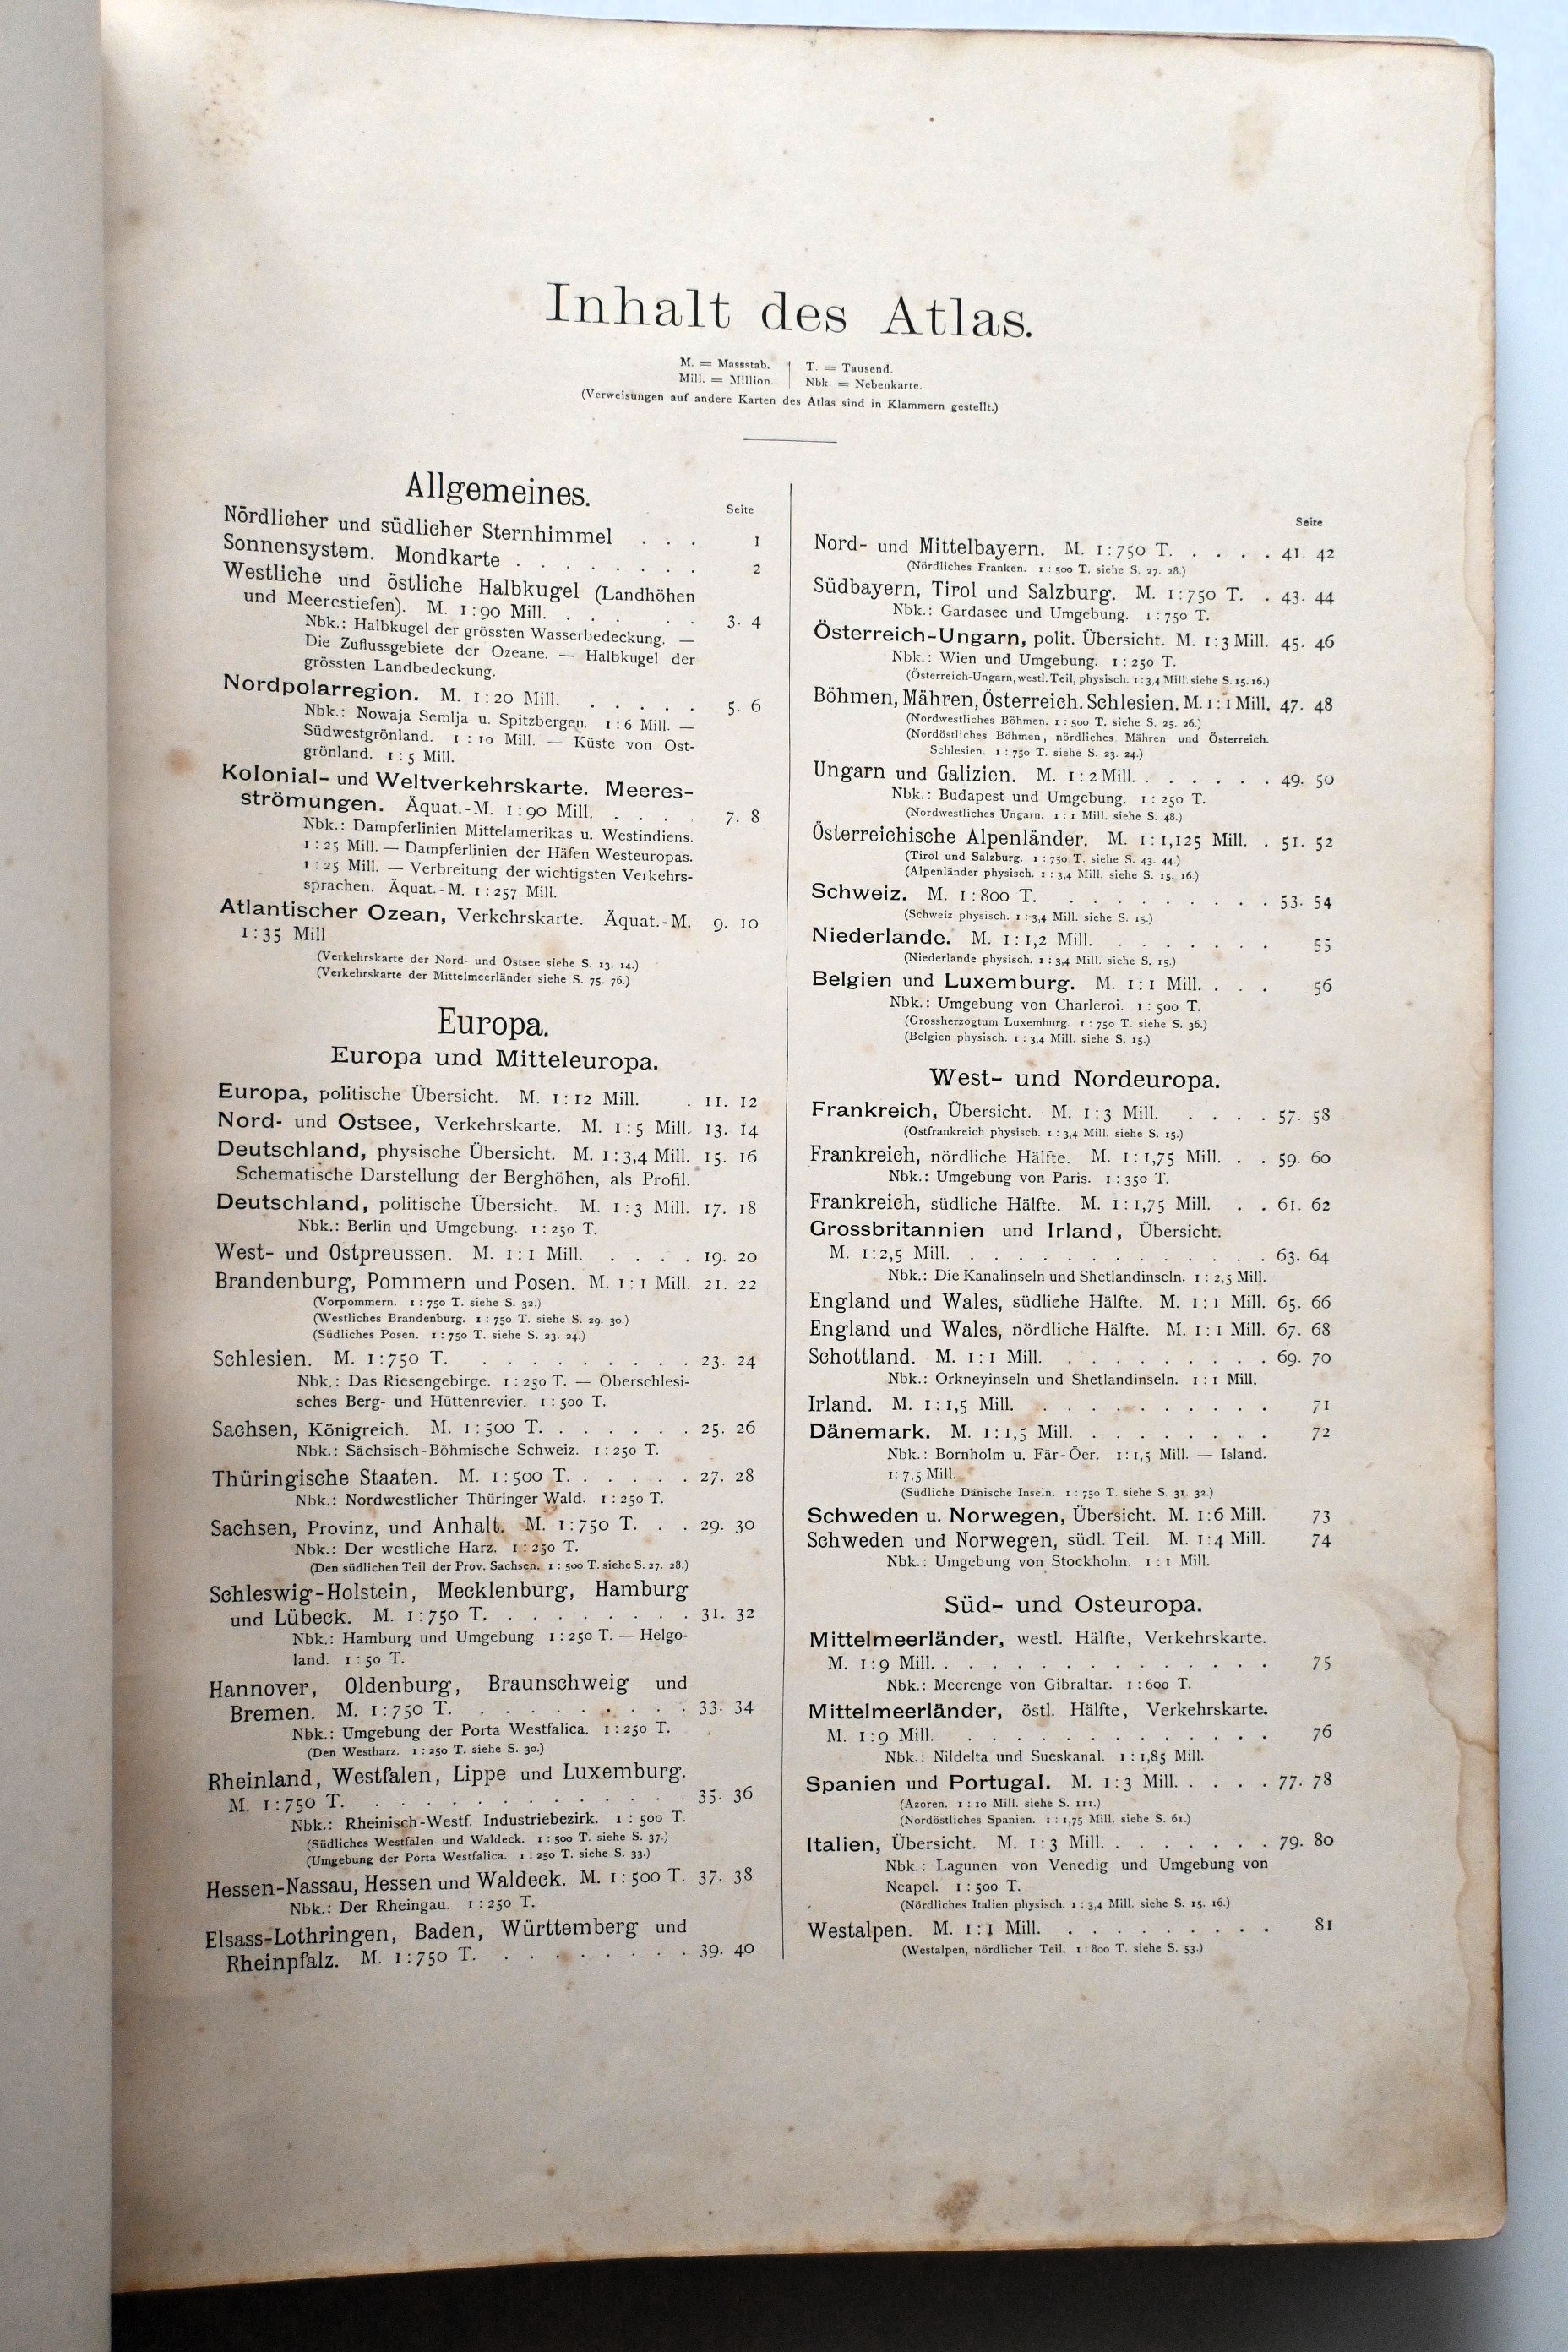 Inhalt des Atlas.
M. = Massstab.
Mill. = Million.
T. = Tausend.
Nbk = Nebenkarte.
(Verweisungen auf andere Karten des Atlas sind in Klammern gestellt.)
Allgemeines.
Seite
Nördlicher und südlicher Sternhimmel . . . 1
Sonnensystem. Mondkarte . . . . . . . . 2
Westliche und östliche Halbkugel (Landhöhen
und Meerestiefen). M. 1:90 Mill. . . . . . 3. 4
Nbk.: Halbkugel der grössten Wasserbedeckung. —
Die Zuflussgebiete der Ozeane. — Halbkugel der
grössten Landbedeckung.
Nordpolarregion. M. 1:20 Mill. . . . . . 5. 6
Nbk.: Nowaja Semlja u. Spitzbergen. 1:6 Mill. —
Südwestgrönland. 1:10 Mill. — Küste von Ost-
grönland. 1:5 Mill.
Kolonial- und Weltverkehrskarte. Meeres-
strömungen. Äquat.-M. 1:90 Mill. . . . . 7. 8
Nbk.: Dampferlinien Mittelamerikas u. Westindiens.
1:25 Mill. — Dampferlinien der Häfen Westeuropas.
1:25 Mill. — Verbreitung der wichtigsten Verkehrs-
sprachen. Äquat.-M. 1:257 Mill.
Atlantischer Ozean, Verkehrskarte. Äquat.-M. 9. 10
1:35 Mill
(Verkehrskarte der Nord- und Ostsee siehe S. 13. 14.)
(Verkehrskarte der Mittelmeerländer siehe S. 75. 76.)
Europa.
Europa und Mitteleuropa.
Europa, politische Übersicht. M. 1:12 Mill. . 11. 12
Nord- und Ostsee, Verkehrskarte. M. 1:5 Mill. 13. 14
Deutschland, physische Übersicht. M. 1:3,4 Mill. 15. 16
Schematische Darstellung der Berghöhen, als Profil.
Deutschland, politische Übersicht. M. 1:3 Mill. 17. 18
Nbk.: Berlin und Umgebung. 1:250 T.
West- und Ostpreussen. M. 1:1 Mill. . . . . 19. 20
Brandenburg, Pommern und Posen. M. 1:1 Mill. 21. 22
(Vorpommern. 1:750 T. siehe S. 32.)
(Westliches Brandenburg. 1:750 T. siehe S. 29. 30.)
(Südliches Posen. 1:750 T. siehe S. 23. 24.)
Schlesien. M. 1:750 T. . . . . . . . . . 23. 24
Nbk.: Das Riesengebirge. 1:250 T. — Oberschlesi-
sches Berg- und Hüttenrevier. 1:500 T.
Sachsen, Königreich. M. 1:500 T. . . . . . . 25. 26
Nbk.: Sächsisch-Böhmische Schweiz. 1:250 T.
Thüringische Staaten. M. 1:500 T. . . . . . 27. 28
Nbk.: Nordwestlicher Thüringer Wald. 1:250 T.
Sachsen, Provinz, und Anhalt. M. 1:750 T. . . 29. 30
Nbk.: Der westliche Harz. 1:250 T.
(Den südlichen Teil der Prov. Sachsen. 1:500 T. siehe S. 27. 28.)
Schleswig-Holstein, Mecklenburg, Hamburg
und Lübeck. M. 1:750 T. . . . . . . . . 31. 32
Nbk.: Hamburg und Umgebung 1:250 T. — Helgo-
land. 1:50 T.
Hannover, Oldenburg, Braunschweig und
Bremen. M. 1:750 T. . . . . . . . . . 33. 34
Nbk.: Umgebung der Porta Westfalica. 1:250 T.
(Den Westharz. 1:250 T. siehe S. 30.)
Rheinland, Westfalen, Lippe und Luxemburg.
M. 1:750 T. . . . . . . . . . . . . . 35. 36
Nbk.: Rheinisch-Westf. Industriebezirk. 1:500 T.
(Südliches Westfalen und Waldeck. 1:500 T. siehe S. 37.)
(Umgebung der Porta Westfalica. 1:250 T. siehe S. 33.)
Hessen-Nassau, Hessen und Waldeck. M. 1:500 T. 37. 38
Nbk.: Der Rheingau. 1:250 T.
Elsass-Lothringen, Baden, Württemberg und
Rheinpfalz. M. 1:750 T. . . . . . . . . 39. 40
Seite
Nord- und Mittelbayern. M. 1:750 T. . . . . 41. 42
(Nördliches Franken. 1:500 T. siehe S. 27. 28.)
Südbayern, Tirol und Salzburg. M. 1:750 T. . 43. 44
Nbk.: Gardasee und Umgebung. 1:750 T.
Österreich-Ungarn, polit. Übersicht. M. 1:3 Mill. 45. 46
Nbk.: Wien und Umgebung. 1:250 T.
(Österreich-Ungarn, westl. Teil, physisch. 1:3,4 Mill. siehe S. 15. 16.)
Böhmen, Mähren, Österreich. Schlesien. M. 1:1 Mill. 47. 48
(Nordwestliches Böhmen. 1:500 T. siehe S. 25. 26.)
(Nordöstliches Böhmen, nördliches Mähren und Österreich.
Schlesien. 1:750 T. siehe S. 23. 24.)
Ungarn und Galizien. M. 1:2 Mill. . . . . . . 49. 50
Nbk.: Budapest und Umgebung. 1:250 T.
(Nordwestliches Ungarn. 1:1 Mill. siehe S. 48.)
Österreichische Alpenländer. M. 1:1,125 Mill. . 51. 52
(Tirol und Salzburg. 1:750 T. siehe S. 43. 44.)
(Alpenländer physisch. 1:3,4 Mill. siehe S. 15. 16.)
Schweiz. M. 1:800 T. . . . . . . . . . 53. 54
(Schweiz physisch. 1:3,4 Mill. siehe S. 15.)
Niederlande. M. 1:1,2 Mill. . . . . . . . 55
(Niederlande physisch. 1:3,4 Mill. siehe S. 15.)
Belgien und Luxemburg. M. 1:1 Mill. . . . 56
Nbk.: Umgebung von Charleroi. 1:500 T.
(Grossherzogtum Luxemburg. 1:750 T. siehe S. 36.)
(Belgien physisch. 1:3,4 Mill. siehe S. 15.)
West- und Nordeuropa.
Frankreich, Übersicht. M. 1:3 Mill. . . . . 57. 58
(Ostfrankreich physisch. 1:3,4 Mill. siehe S. 15.)
Frankreich, nördliche Hälfte. M. 1:1,75 Mill. . . 59. 60
Nbk.: Umgebung von Paris. 1:350 T.
Frankreich, südliche Hälfte. M. 1:1,75 Mill. . . 61. 62
Grossbritannien und Irland, Übersicht.
M. 1:2,5 Mill. . . . . . . . . . . . . . 63. 64
Nbk.: Die Kanalinseln und Shetlandinseln. 1:2,5 Mill.
England und Wales, südliche Hälfte. M. 1:1 Mill. 65. 66
England und Wales, nördliche Hälfte. M. 1:1 Mill. 67. 68
Schottland. M. 1:1 Mill. . . . . . . . . . 69. 70
Nbk.: Orkneyinseln und Shetlandinseln. 1:1 Mill.
Irland. M. 1:1,5 Mill. . . . . . . . . . . 71
Dänemark. M. 1:1,5 Mill. . . . . . . . . 72
Nbk.: Bornholm u. Fär-Öer. 1:1,5 Mill. — Island.
1:7,5 Mill.
(Südliche Dänische Inseln. 1:750 T. siehe S. 31. 32.)
Schweden u. Norwegen, Übersicht. M. 1:6 Mill. 73
Schweden und Norwegen, südl. Teil. M. 1:4 Mill. 74
Nbk.: Umgebung von Stockholm. 1:1 Mill.
Süd- und Osteuropa.
Mittelmeerländer, westl. Hälfte, Verkehrskarte.
M. 1:9 Mill. . . . . . . . . . . . . . . 75
Nbk.: Meerenge von Gibraltar. 1:600 T.
Mittelmeerländer, östl. Hälfte, Verkehrskarte.
M. 1:9 Mill. . . . . . . . . . . . . . 76
Nbk.: Nildelta und Sueskanal. 1:1,85 Mill.
Spanien und Portugal. M. 1:3 Mill. . . . . 77. 78
(Azoren. 1:10 Mill. siehe S. 111.)
(Nordöstliches Spanien. 1:1,75 Mill. siehe S. 61.)
Italien, Übersicht. M. 1:3 Mill. . . . . . . . 79. 80
Nbk.: Lagunen von Venedig und Umgebung von
Neapel. 1:500 T.
(Nördliches Italien physisch. 1:3,4 Mill. siehe S. 15. 16.)
Westalpen. M. 1:1 Mill. . . . . . . . . . 81
(Westalpen, nördlicher Teil. 1:800 T. siehe S. 53.)